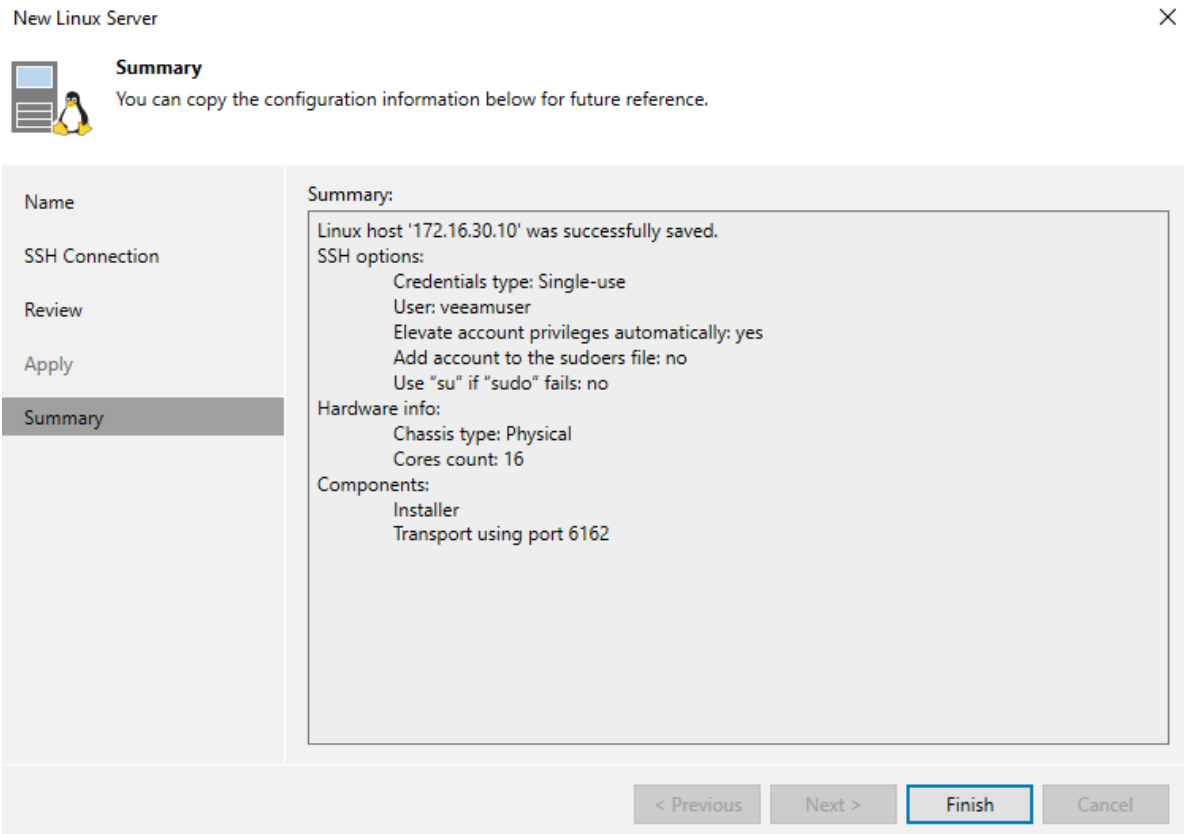 New Linux Server
Summary
You can copy the configuration information below for future reference.
Name
SSH Connection
Review
Apply
Summary
Summary:
Linux host '172.16.30.10' was successfully saved.
SSH options:
Credentials type: Single-use
User: veeamuser
Elevate account privileges automatically: yes
Add account to the sudoers file: no
Use "su" if "sudo" fails: no
Hardware info:
Chassis type: Physical
Cores count: 16
Components:
Installer
Transport using port 6162
< Previous
Next >
Finish
Cancel